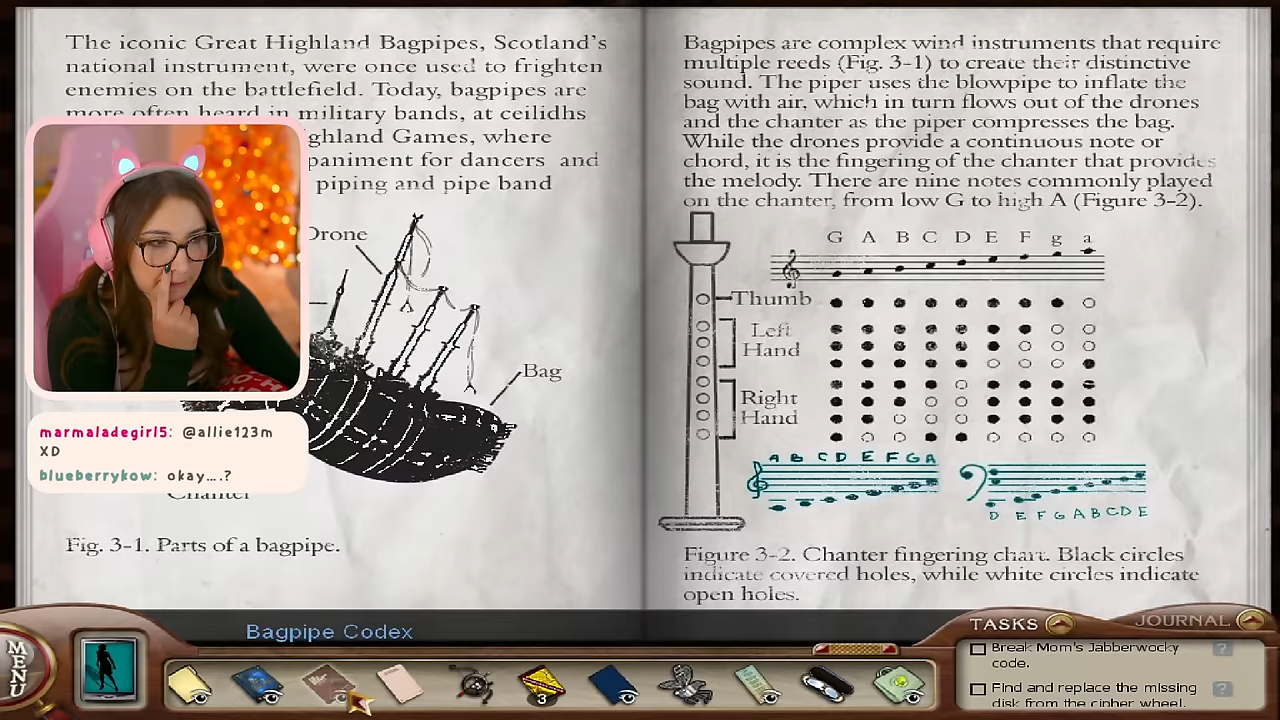 The iconic Great Highland Bagpipes, Scotland's
national instrument, were once used to frighten
enemies on the battlefield. Today, bagpipes are
more often heard in military bands, at ceilidhs
ghland Games, where
paniment for dancers and
piping and pipe band
Drone
Bag
Chanter
Fig. 3-1. Parts of a bagpipe.
marmaladegirl5: @allie123m
XD
blueberrykow: okay....?
Bagpipes are complex wind instruments that require
multiple reeds (Fig. 3-1) to create their distinctive
sound. The piper uses the blowpipe to inflate the
bag with air, which in turn flows out of the drones
and the chanter as the piper compresses the bag.
While the drones provide a continuous note or
chord, it is the fingering of the chanter that provides
the melody. There are nine notes commonly played
on the chanter, from low G to high A (Figure 3-2).
G A B C D E F g a
Thumb
Left
Hand
Right
Hand
A B C D E F G A
D E F G A B C D E
Figure 3-2. Chanter fingering chart. Black circles
indicate covered holes, while white circles indicate
open holes.
Bagpipe Codex
MENU
3
TASKS
JOURNAL
Break Mom's Jabberwocky
code.
?
Find and replace the missing
disk from the cipher wheel.
?